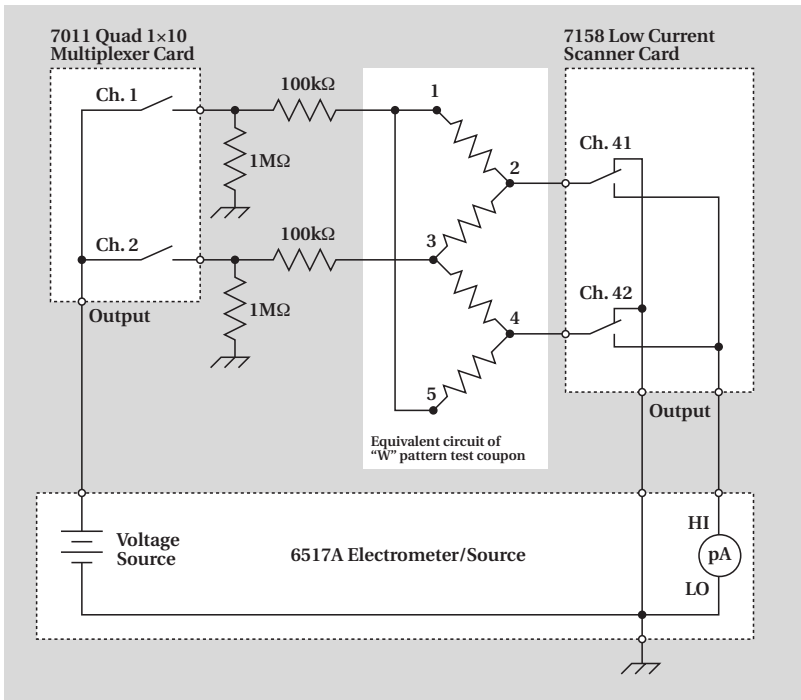 7011 Quad 1×10
Multiplexer Card
7158 Low Current
Scanner Card
Ch. 1
100kΩ
1
1MΩ
Ch. 41
2
Ch. 2
100kΩ
3
1MΩ
Ch. 42
4
Output
5
Output
Equivalent circuit of
“W” pattern test coupon
HI
Voltage
Source
6517A Electrometer/Source
pA
LO